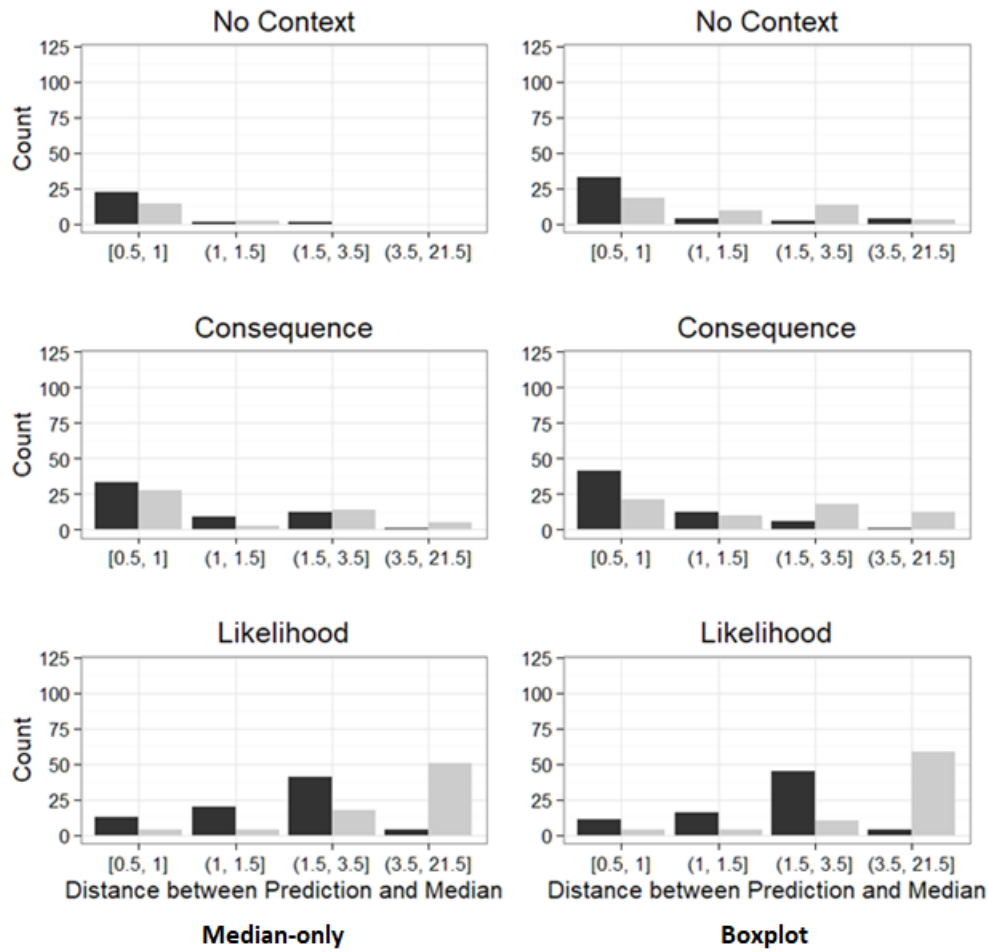 No Context
125
100
75
50
25
0
Count
[0.5, 1] (1, 1.5] (1.5, 3.5] (3.5, 21.5]
No Context
125
100
75
50
25
0
[0.5, 1] (1, 1.5] (1.5, 3.5] (3.5, 21.5]
Consequence
125
100
75
50
25
0
Count
[0.5, 1] (1, 1.5] (1.5, 3.5] (3.5, 21.5]
Consequence
125
100
75
50
25
0
[0.5, 1] (1, 1.5] (1.5, 3.5] (3.5, 21.5]
Likelihood
125
100
75
50
25
0
Count
[0.5, 1] (1, 1.5] (1.5, 3.5] (3.5, 21.5]
Distance between Prediction and Median
Median-only
Likelihood
125
100
75
50
25
0
[0.5, 1] (1, 1.5] (1.5, 3.5] (3.5, 21.5]
Distance between Prediction and Median
Boxplot